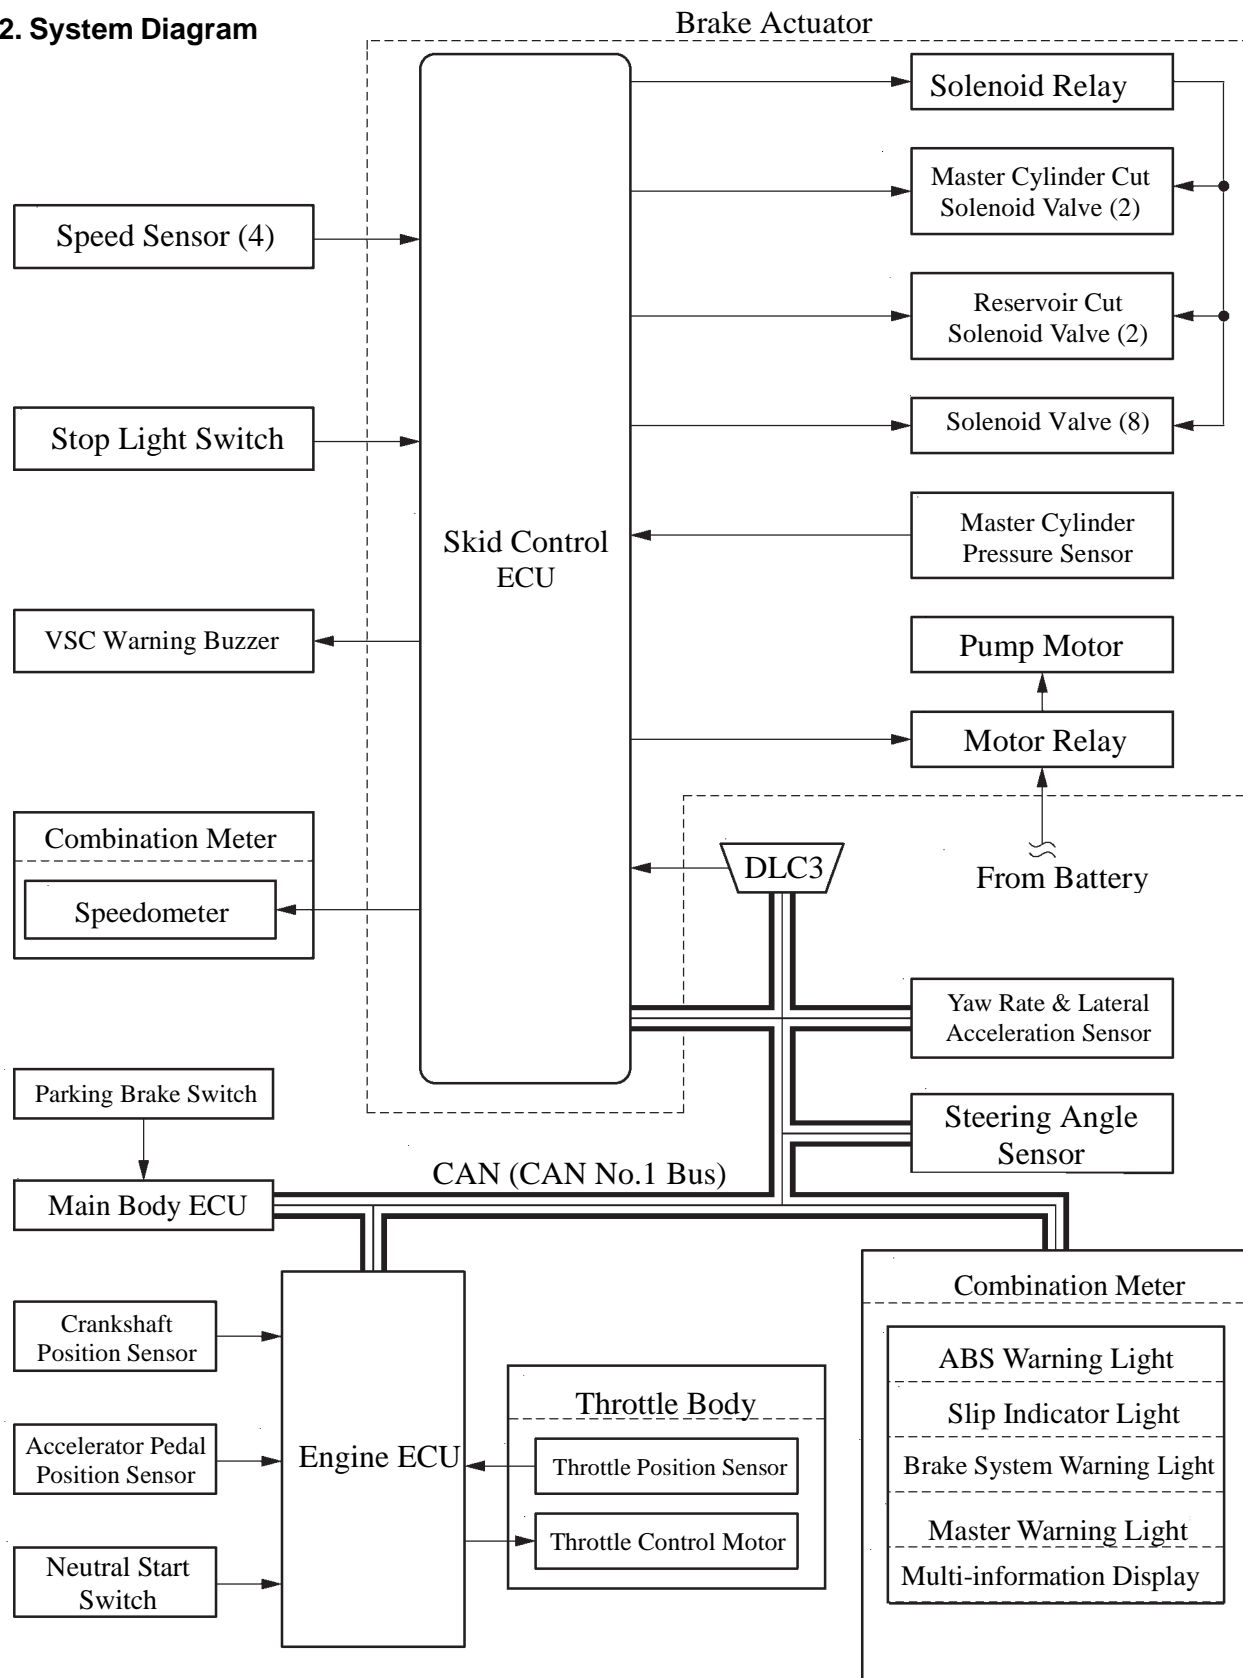 2. System Diagram
Brake Actuator
Solenoid Relay
Master Cylinder Cut
Solenoid Valve (2)
Speed Sensor (4)
Reservoir Cut
Solenoid Valve (2)
Stop Light Switch
Solenoid Valve (8)
Skid Control
ECU
Master Cylinder
Pressure Sensor
VSC Warning Buzzer
Pump Motor
Motor Relay
Combination Meter
Speedometer
DLC3
From Battery
Yaw Rate & Lateral
Acceleration Sensor
Parking Brake Switch
Steering Angle
Sensor
CAN (CAN No.1 Bus)
Main Body ECU
Combination Meter
Crankshaft
Position Sensor
ABS Warning Light
Throttle Body
Slip Indicator Light
Accelerator Pedal
Position Sensor
Engine ECU
Throttle Position Sensor
Brake System Warning Light
Throttle Control Motor
Master Warning Light
Neutral Start
Switch
Multi-information Display